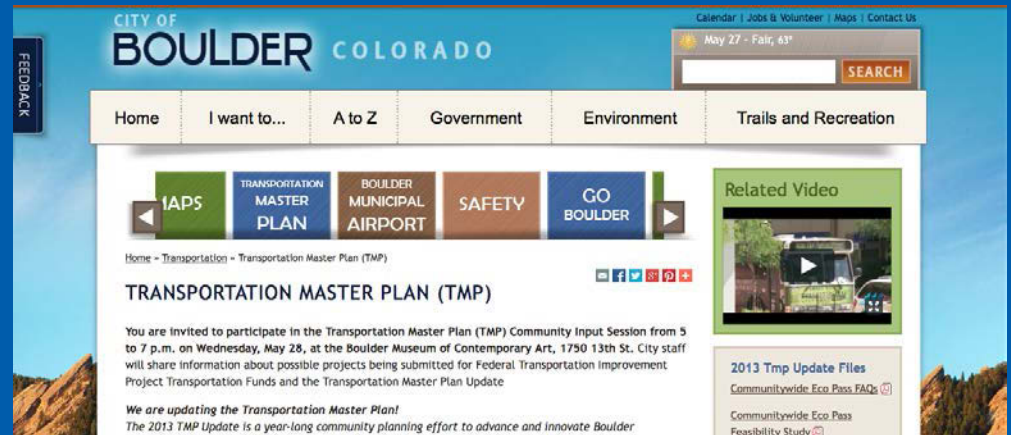 CITY OF
BOULDER COLORADO
Calendar | Jobs & Volunteer | Maps | Contact Us
May 27 - Fair, 63°
SEARCH
FEEDBACK
Home
I want to...
A to Z
Government
Environment
Trails and Recreation
APS
TRANSPORTATION
MASTER
PLAN
BOULDER
MUNICIPAL
AIRPORT
SAFETY
GO
BOULDER
Home » Transportation » Transportation Master Plan (TMP)
TRANSPORTATION MASTER PLAN (TMP)
You are invited to participate in the Transportation Master Plan (TMP) Community Input Session from 5
to 7 p.m. on Wednesday, May 28, at the Boulder Museum of Contemporary Art, 1750 13th St. City staff
will share information about possible projects being submitted for Federal Transportation Improvement
Project Transportation Funds and the Transportation Master Plan Update
We are updating the Transportation Master Plan!
The 2013 TMP Update is a year-long community planning effort to advance and innovate Boulder
Related Video
2013 Tmp Update Files
Communitywide Eco Pass FAQs
Communitywide Eco Pass
Feasibility Study